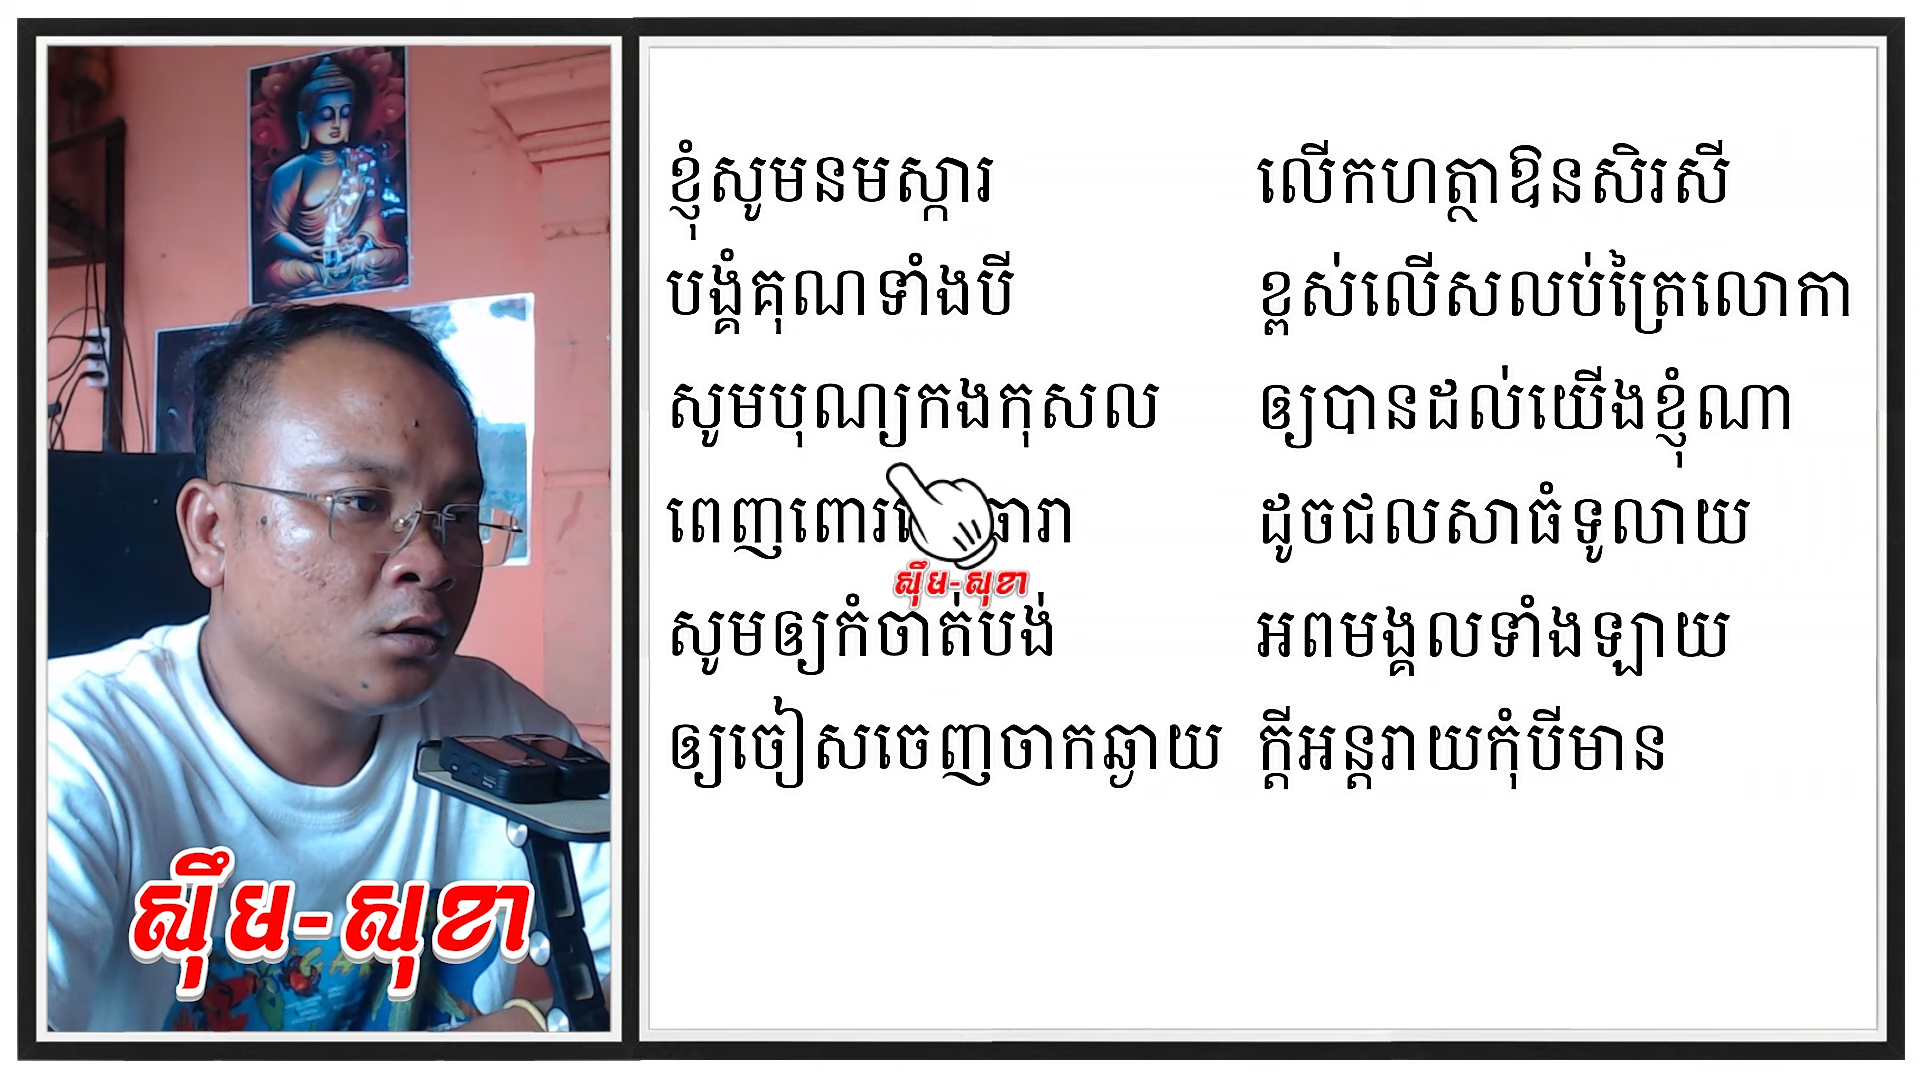 ខ្ញុំសូមនមស្ការ លើកហត្ថាឱនសិរសី
បង្គំគុណទាំងបី ខ្ពស់លើសលប់ត្រៃលោកា
សូមបុណ្យកងកុសល ឲ្យបានដល់យើងខ្ញុំណា
ពេញពោរ ដូចជលសាធំទូលាយ
ស៊ឹម-សុខា
សូមឲ្យកំចាត់បង់ អពមង្គលទាំងឡាយ
ឲ្យចៀសចេញចាកឆ្ងាយ ក្តីអន្តរាយកុំបីមាន
ស៊ឹម-សុខា